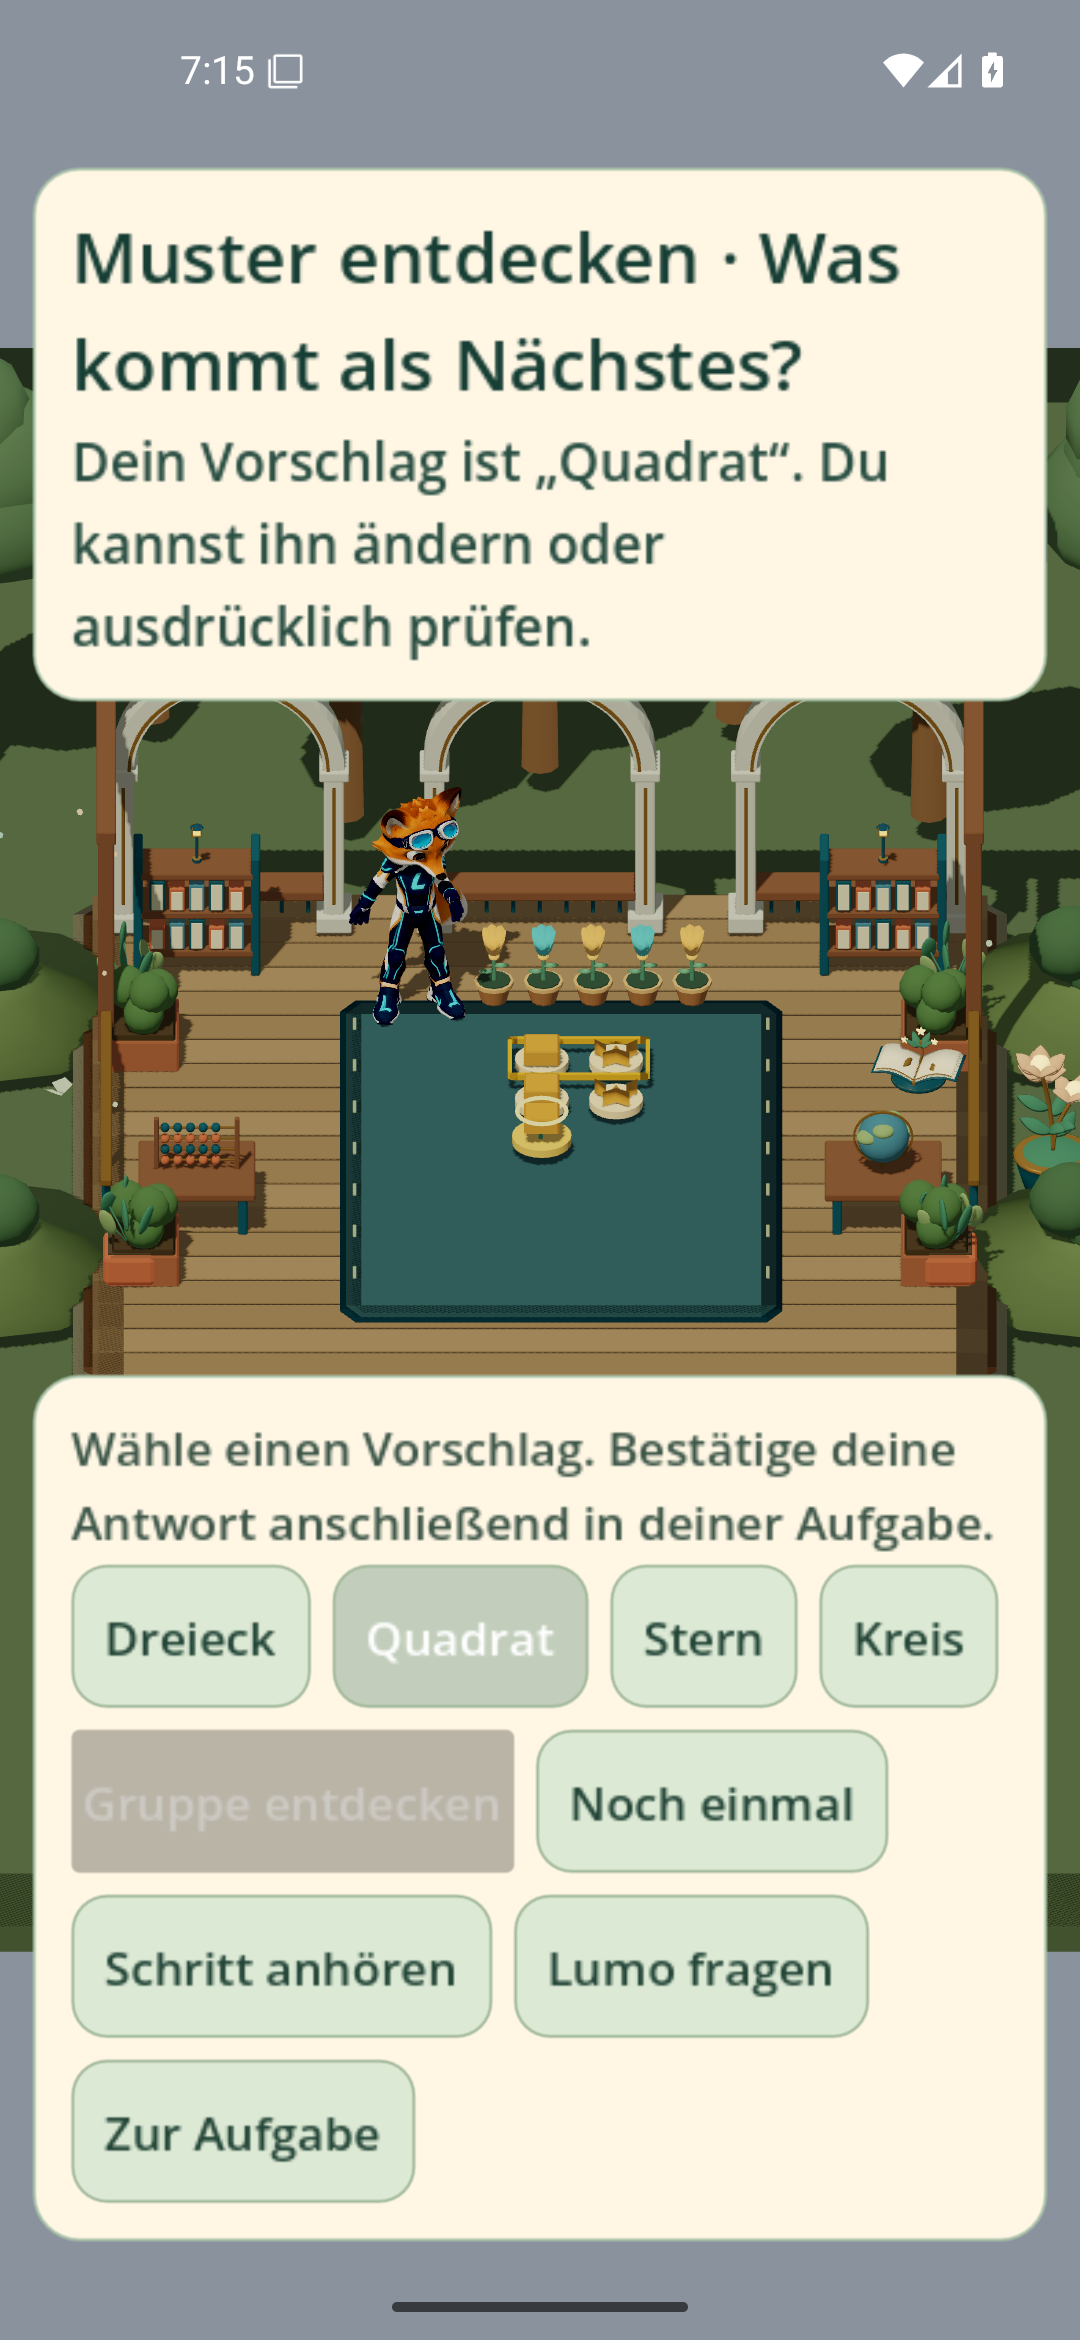 7:15
Muster entdecken · Was
kommt als Nächstes?
Dein Vorschlag ist „Quadrat“. Du
kannst ihn ändern oder
ausdrücklich prüfen.
Wähle einen Vorschlag. Bestätige deine
Antwort anschließend in deiner Aufgabe.
Dreieck Quadrat Stern Kreis
Gruppe entdecken Noch einmal
Schritt anhören Lumo fragen
Zur Aufgabe